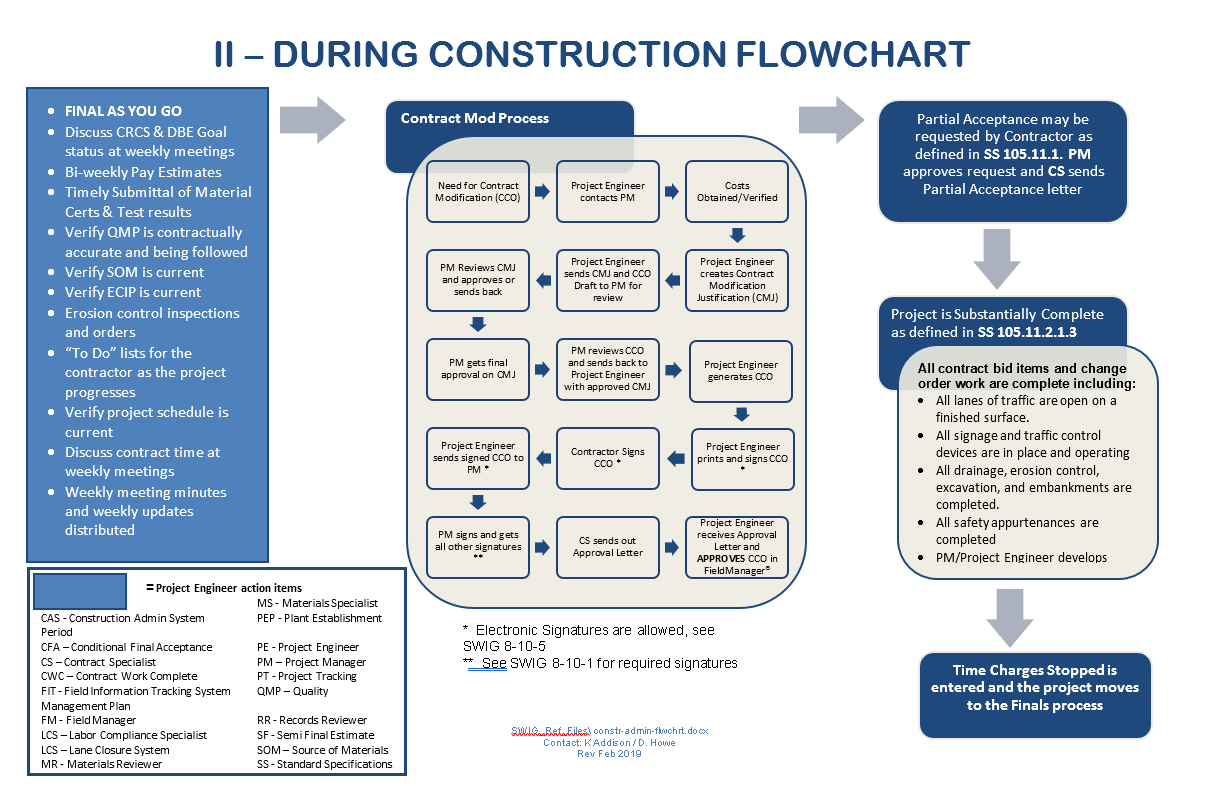 II – DURING CONSTRUCTION FLOWCHART
• FINAL AS YOU GO
• Discuss CRCS & DBE Goal
status at weekly meetings
• Bi-weekly Pay Estimates
• Timely Submittal of Material
Certs & Test results
• Verify QMP is contractually
accurate and being followed
• Verify SOM is current
• Verify ECIP is current
• Erosion control inspections
and orders
• “To Do” lists for the
contractor as the project
progresses
• Verify project schedule is
current
• Discuss contract time at
weekly meetings
• Weekly meeting minutes
and weekly updates
distributed
= Project Engineer action items
MS - Materials Specialist
CAS - Construction Admin System PEP - Plant Establishment
Period
CFA – Conditional Final Acceptance PE - Project Engineer
CS – Contract Specialist PM – Project Manager
CWC – Contract Work Complete PT - Project Tracking
FIT - Field Information Tracking System QMP – Quality
Management Plan
FM - Field Manager RR - Records Reviewer
LCS – Labor Compliance Specialist SF - Semi Final Estimate
LCS – Lane Closure System SOM – Source of Materials
MR - Materials Reviewer SS - Standard Specifications
Contract Mod Process
Need for Contract
Modification (CCO)
Project Engineer
contacts PM
Costs
Obtained/Verified
Project Engineer
creates Contract
Modification
Justification (CMJ)
Project Engineer
sends CMJ and CCO
Draft to PM for
review
PM Reviews CMJ
and approves or
sends back
PM gets final
approval on CMJ
PM reviews CCO
and sends back to
Project Engineer
with approved CMJ
Project Engineer
generates CCO
Project Engineer
prints and signs CCO
*
Contractor Signs
CCO *
Project Engineer
sends signed CCO to
PM *
PM signs and gets
all other signatures
**
CS sends out
Approval Letter
Project Engineer
receives Approval
Letter and
APPROVES CCO in
FieldManager®
* Electronic Signatures are allowed, see
SWIG 8-10-5
** See SWIG 8-10-1 for required signatures
SWIG_Ref_Files\constr-admin-flwchrt.docx
Contact: K Addison / D. Howe
Rev Feb 2019
Partial Acceptance may be
requested by Contractor as
defined in SS 105.11.1. PM
approves request and CS sends
Partial Acceptance letter
Project is Substantially Complete
as defined in SS 105.11.2.1.3
All contract bid items and change
order work are complete including:
• All lanes of traffic are open on a
finished surface.
• All signage and traffic control
devices are in place and operating
• All drainage, erosion control,
excavation, and embankments are
completed.
• All safety appurtenances are
completed
• PM/Project Engineer develops
Time Charges Stopped is
entered and the project moves
to the Finals process